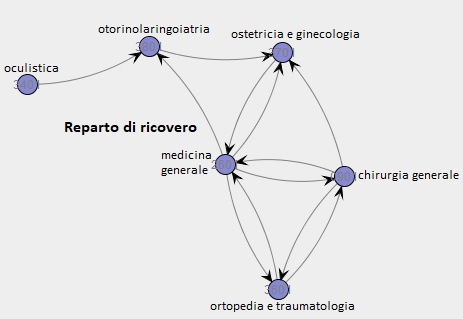 otorinolaringoiatria
ostetricia e ginecologia
oculistica
Reparto di ricovero
medicina
generale
chirurgia generale
ortopedia e traumatologia